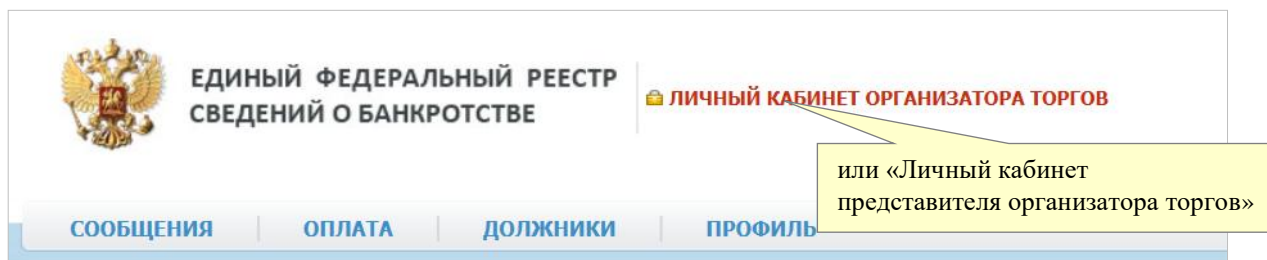 ЕДИНЫЙ ФЕДЕРАЛЬНЫЙ РЕЕСТР
СВЕДЕНИЙ О БАНКРОТСТВЕ
ЛИЧНЫЙ КАБИНЕТ ОРГАНИЗАТОРА ТОРГОВ
или «Личный кабинет
представителя организатора торгов»
СООБЩЕНИЯ ОПЛАТА ДОЛЖНИКИ ПРОФИЛЬ